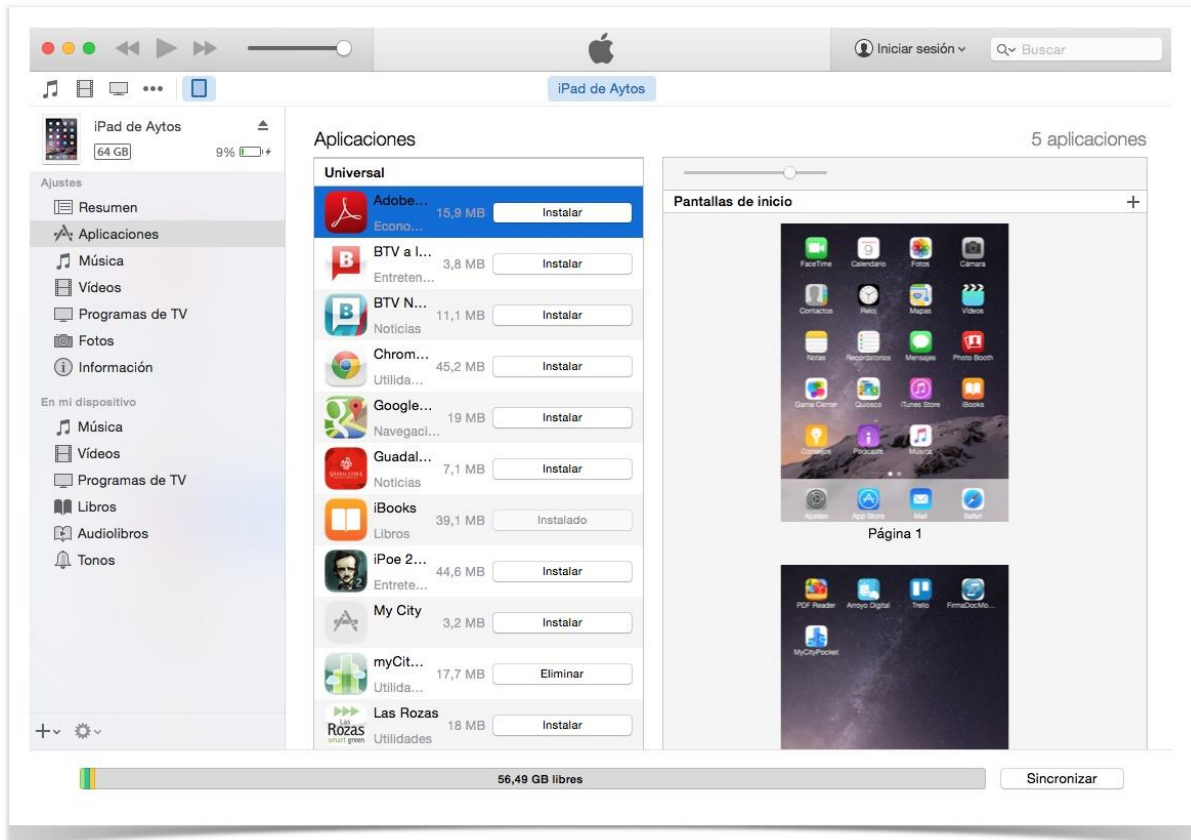 Iniciar sesión
Buscar
iPad de Aytos
iPad de Aytos
64 GB
9%
Ajustes
Resumen
Aplicaciones
Música
Vídeos
Programas de TV
Fotos
Información
En mi dispositivo
Música
Vídeos
Programas de TV
Libros
Audiolibros
Tonos
Aplicaciones
5 aplicaciones
Universal
Adobe...
Econo...
15,9 MB
Instalar
BTV a l...
Entreten...
3,8 MB
Instalar
BTV N...
Noticias
11,1 MB
Instalar
Chrom...
Utilida...
45,2 MB
Instalar
Google...
Navegaci...
19 MB
Instalar
Guadal...
Noticias
7,1 MB
Instalar
iBooks
Libros
39,1 MB
Instalado
iPoe 2...
Entrete...
44,6 MB
Instalar
My City
3,2 MB
Instalar
myCit...
Utilida...
17,7 MB
Eliminar
Las Rozas
Utilidades
18 MB
Instalar
Las
Rozas
smart green
Pantallas de inicio
FaceTime Calendario Fotos Cámara
Contactos Reloj Mapas Vídeos
Notas Recordatorios Mensajes Photo Booth
Game Center Quiosco iTunes Store iBooks
Consejos Podcasts Música
Ajustes App Store Mail Safari
Página 1
PDF Reader Arroyo Digital Trello FirmaDocMo...
MyCityPocket
56,49 GB libres
Sincronizar